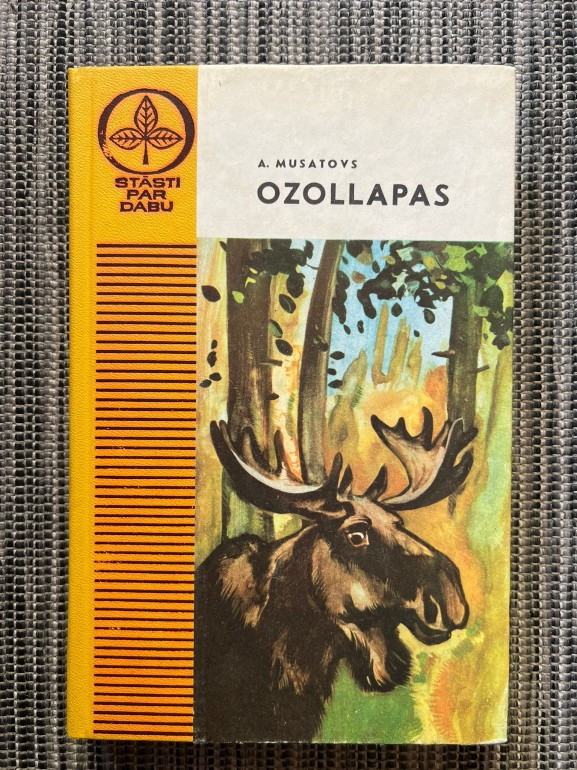 STĀSTI
PAR
DABU
A. MUSATOVS
OZOLLAPAS